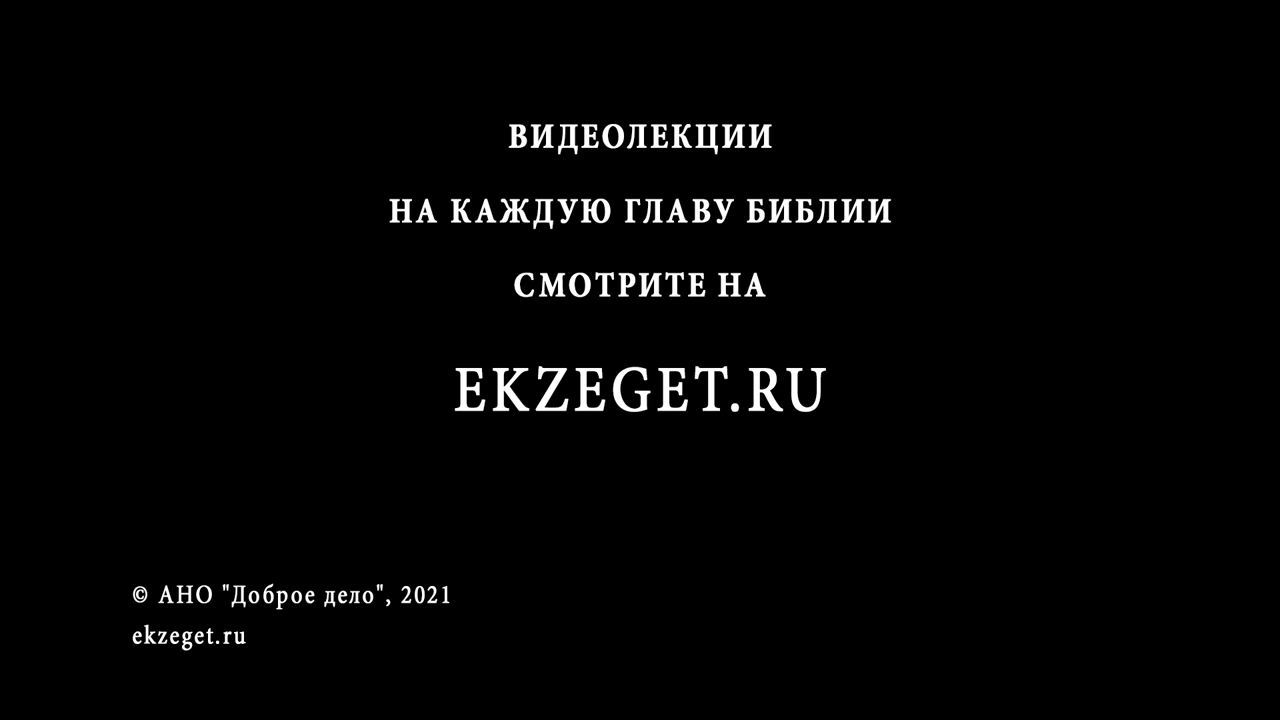 ВИДЕОЛЕКЦИИ
НА КАЖДУЮ ГЛАВУ БИБЛИИ
СМОТРИТЕ НА
EKZEGET.RU
© АНО "Доброе дело", 2021
ekzeget.ru